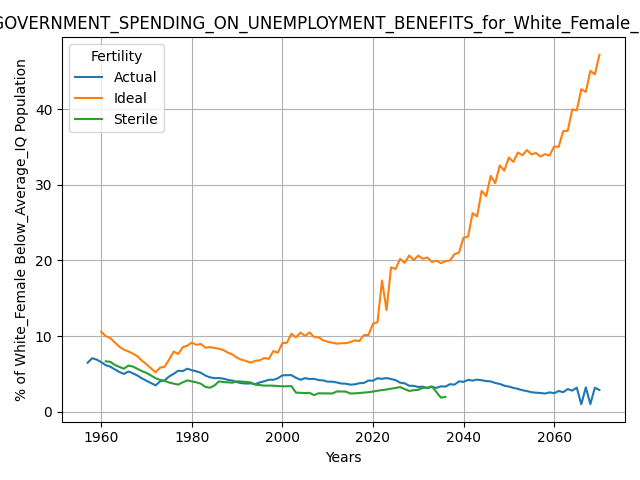 GOVERNMENT_SPENDING_ON_UNEMPLOYMENT_BENEFITS_for_White_Female_
Fertility
Actual
Ideal
Sterile
% of White_Female Below_Average_IQ Population
40
30
20
10
0
1960 1980 2000 2020 2040 2060
Years